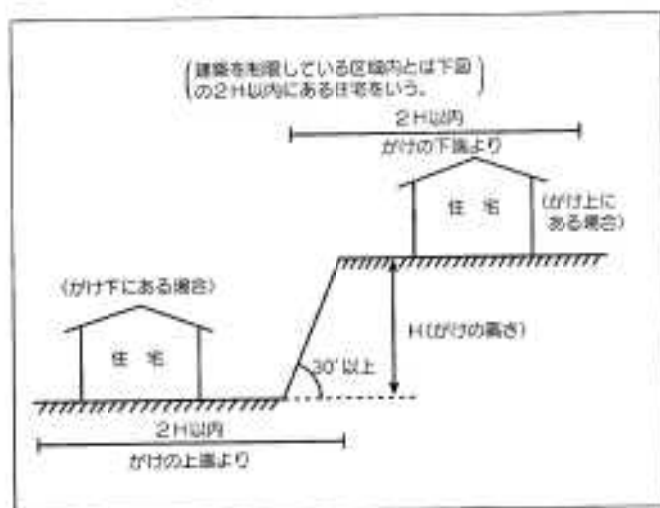 (建築を制限している区域内とは下図
の2H以内にある住宅をいう。)
2H以内
がけの下端より
住 宅
(がけ上に
ある場合)
(がけ下にある場合)
住 宅
H(がけの高さ)
30°以上
2H以内
がけの上端より